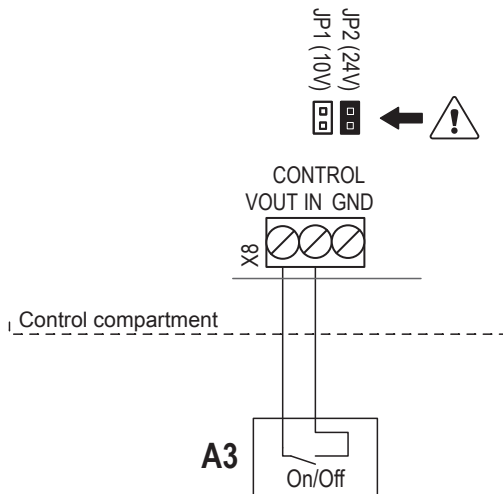 JP1 (10V)
JP2 (24V)
CONTROL
VOUT IN GND
X8
Control compartment
A3
On/Off